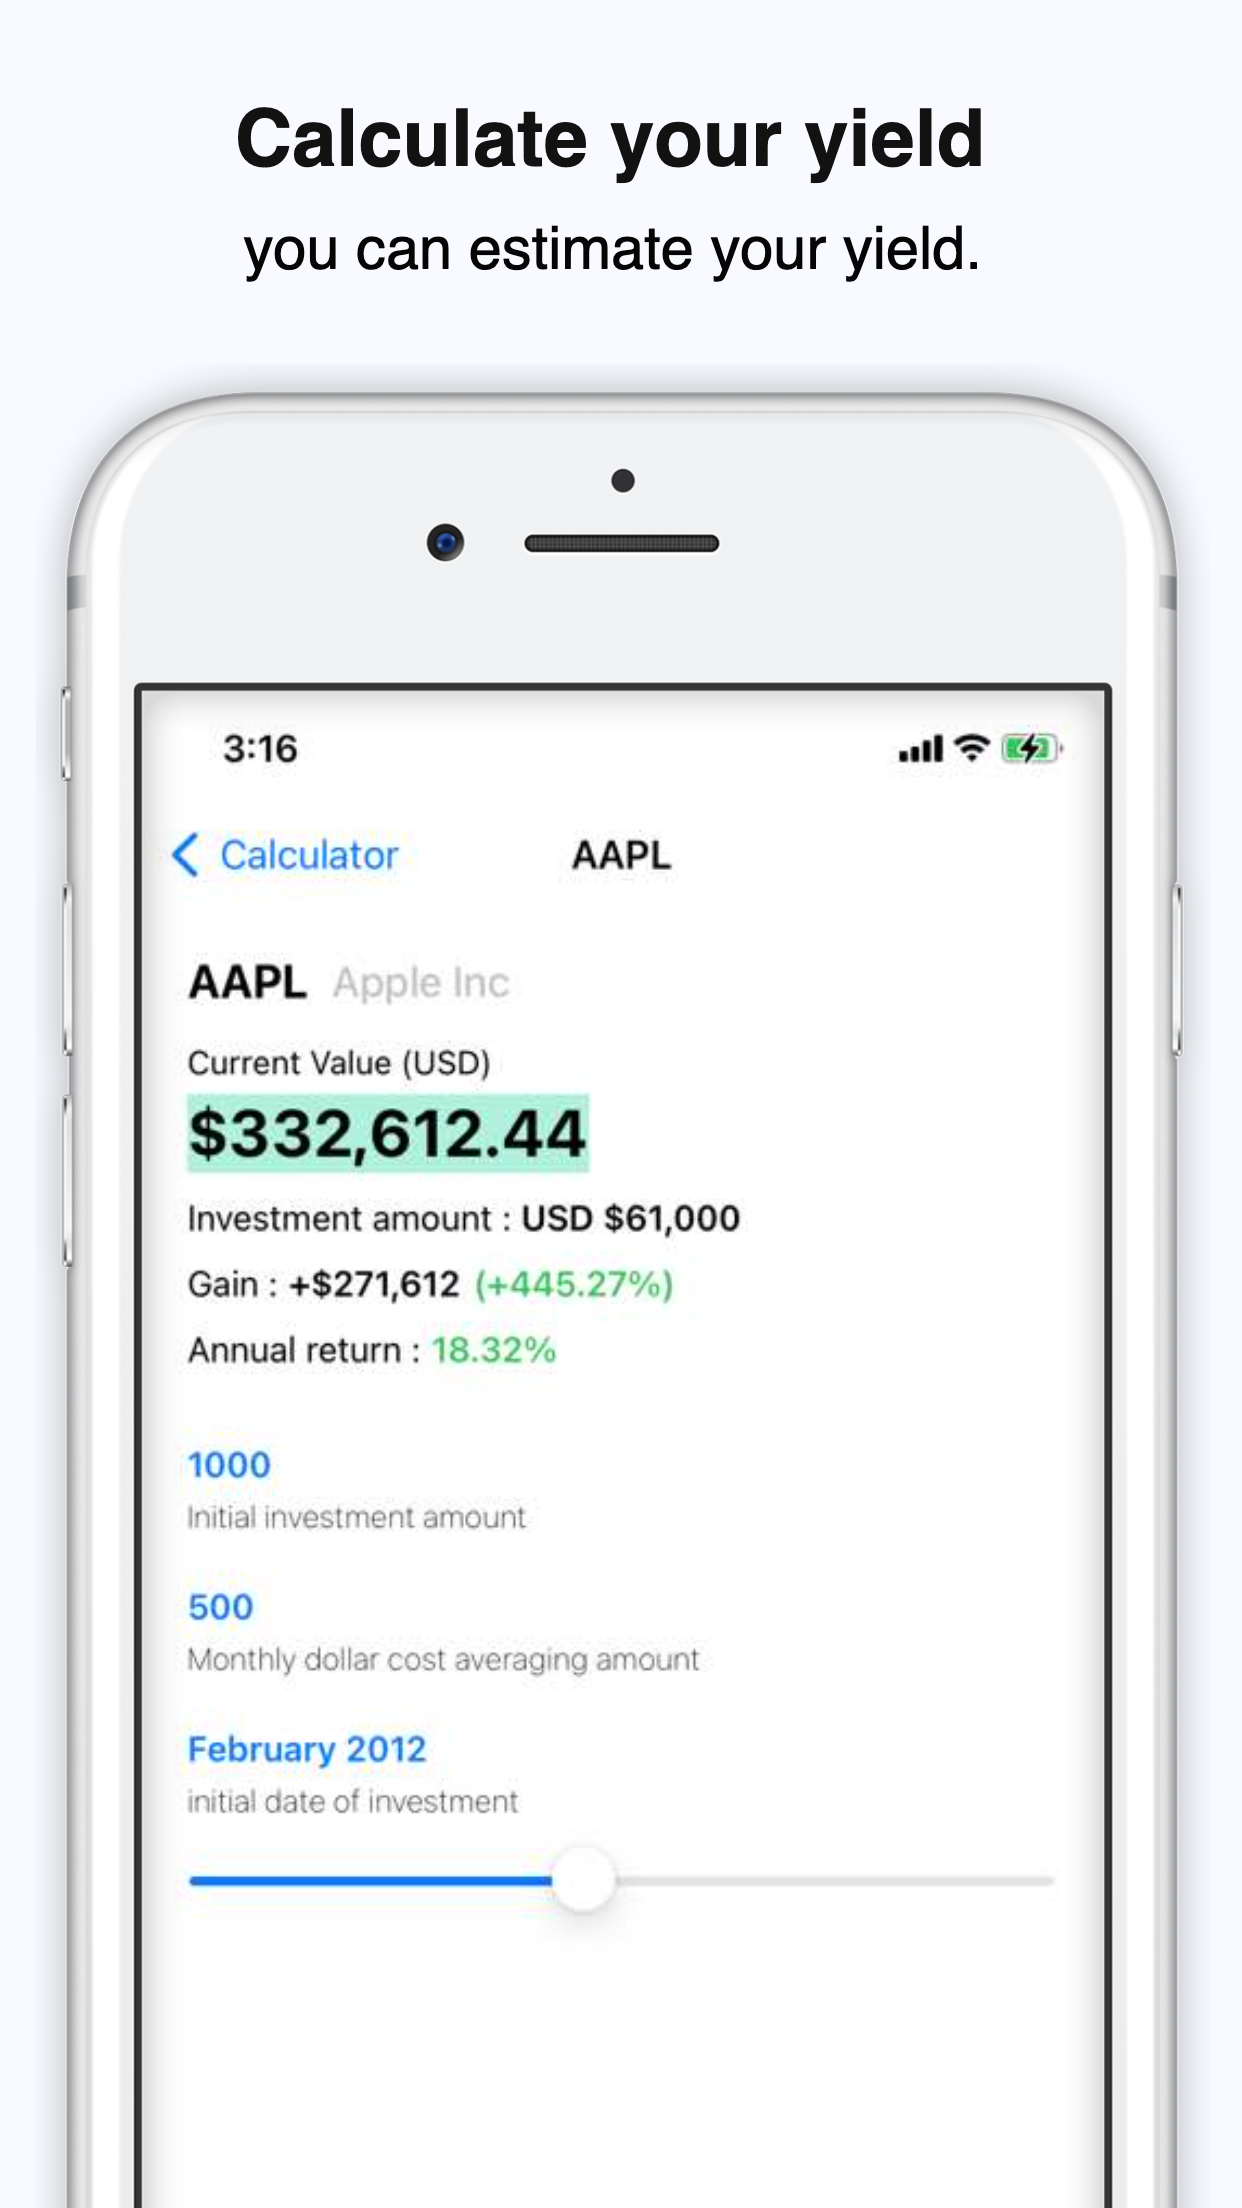 Calculate your yield
you can estimate your yield.
3:16
Calculator AAPL
AAPL Apple Inc
Current Value (USD)
$332,612.44
Investment amount : USD $61,000
Gain : +$271,612 (+445.27%)
Annual return : 18.32%
1000
Initial investment amount
500
Monthly dollar cost averaging amount
February 2012
initial date of investment